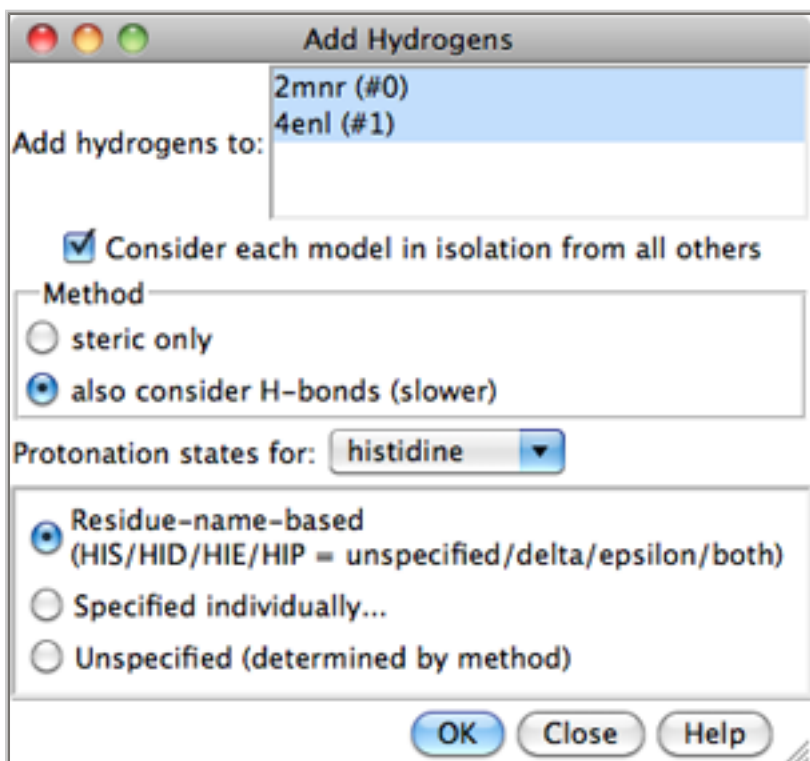 Add Hydrogens
2mnr (#0)
4enl (#1)
Add hydrogens to:
Consider each model in isolation from all others
Method
steric only
also consider H-bonds (slower)
Protonation states for: histidine
Residue-name-based
(HIS/HID/HIE/HIP = unspecified/delta/epsilon/both)
Specified individually...
Unspecified (determined by method)
OK Close Help